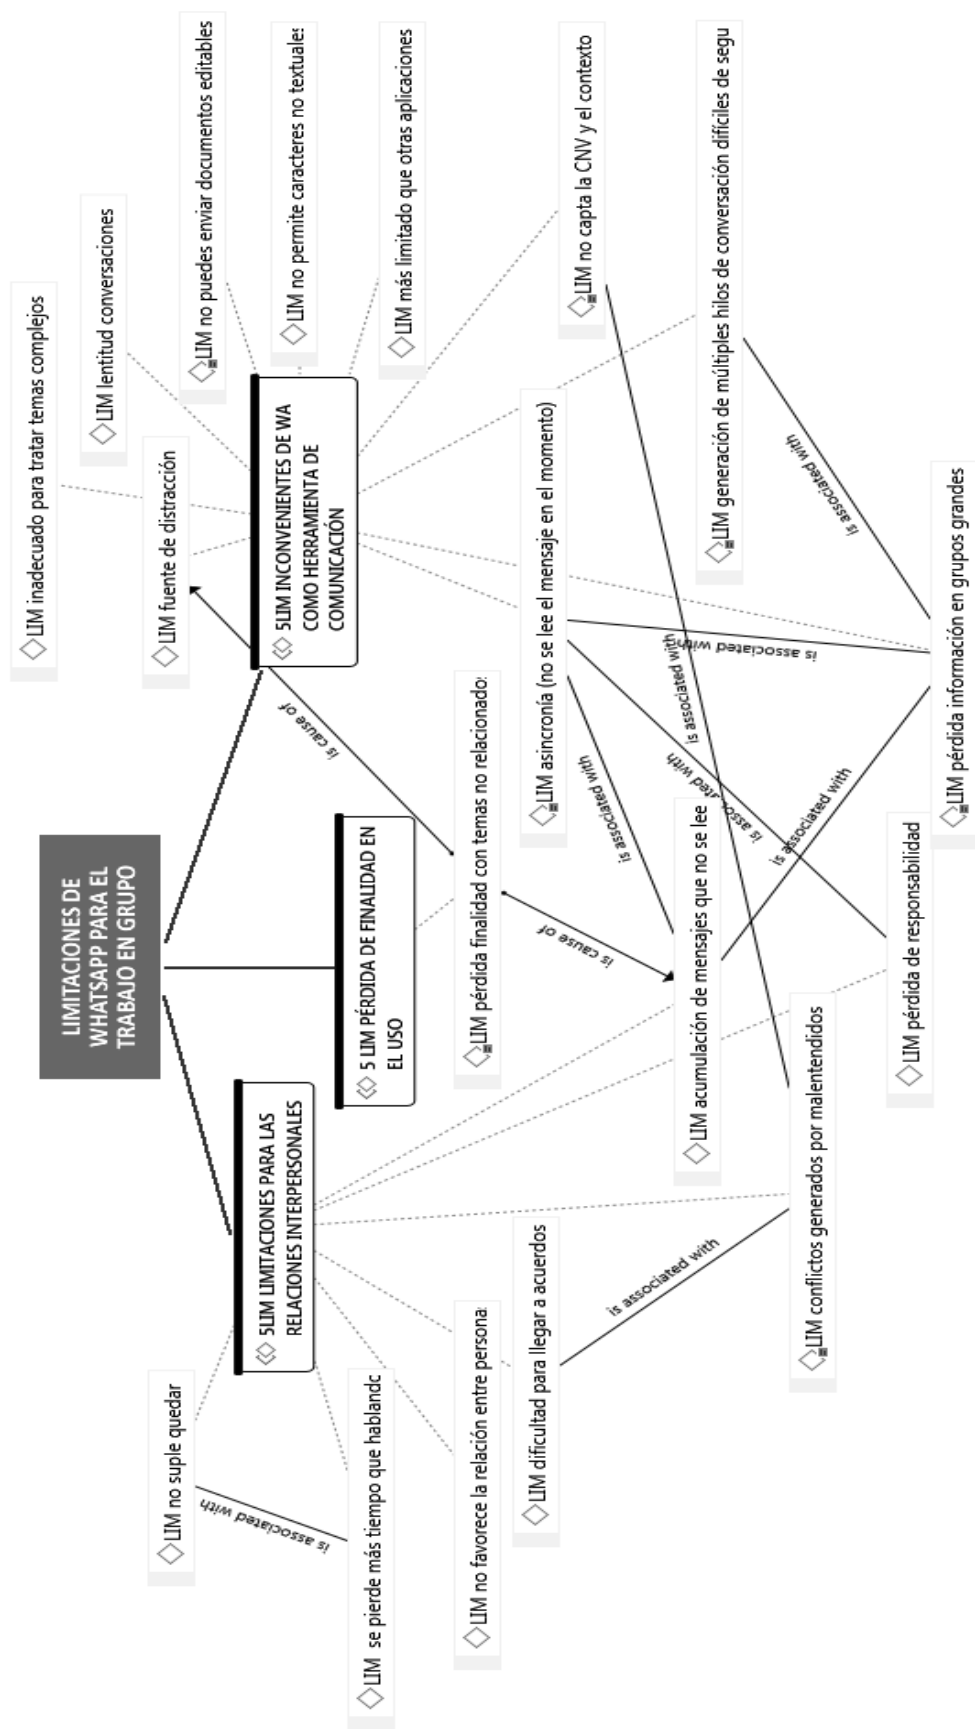 LIMITACIONES DE
WHATSAPP PARA EL
TRABAJO EN GRUPO
5LIM LIMITACIONES PARA LAS
RELACIONES INTERPERSONALES
5 LIM PÉRDIDA DE FINALIDAD EN
EL USO
5LIM INCONVENIENTES DE WA
COMO HERRAMIENTA DE
COMUNICACIÓN
LIM inadecuado para tratar temas complejos
LIM lentitud conversaciones
LIM fuente de distracción
LIM no puedes enviar documentos editables
LIM no permite caracteres no textuales
LIM más limitado que otras aplicaciones
LIM no suple quedar
is associated with
LIM se pierde más tiempo que hablando
LIM no favorece la relación entre persona
LIM dificultad para llegar a acuerdos
is cause of
LIM pérdida finalidad con temas no relacionado
is cause of
LIM asincronía (no se lee el mensaje en el momento)
LIM no capta la CNV y el contexto
is associated with
is associated with
is associated with
is associated with
LIM acumulación de mensajes que no se lee
LIM generación de múltiples hilos de conversación difíciles de segu
is associated with
is associated with
is associated with
LIM conflictos generados por malentendidos
LIM pérdida de responsabilidad
LIM pérdida información en grupos grandes